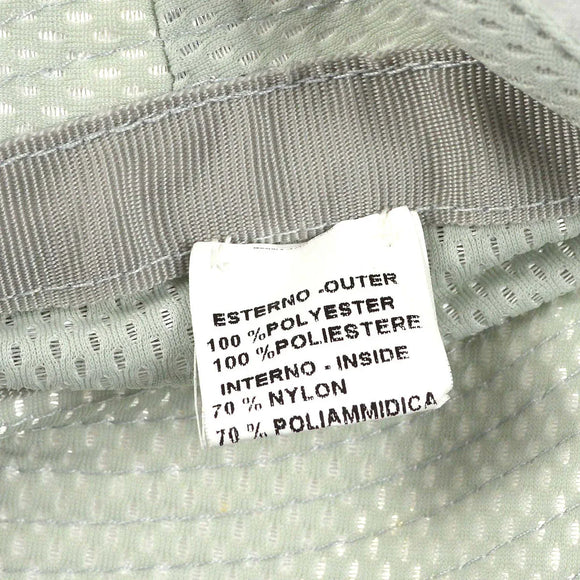 ESTERNO -OUTER
100 %POLYESTER
100 %POLIESTERE
INTERNO - INSIDE
70 % NYLON
70 % POLIAMMIDICA